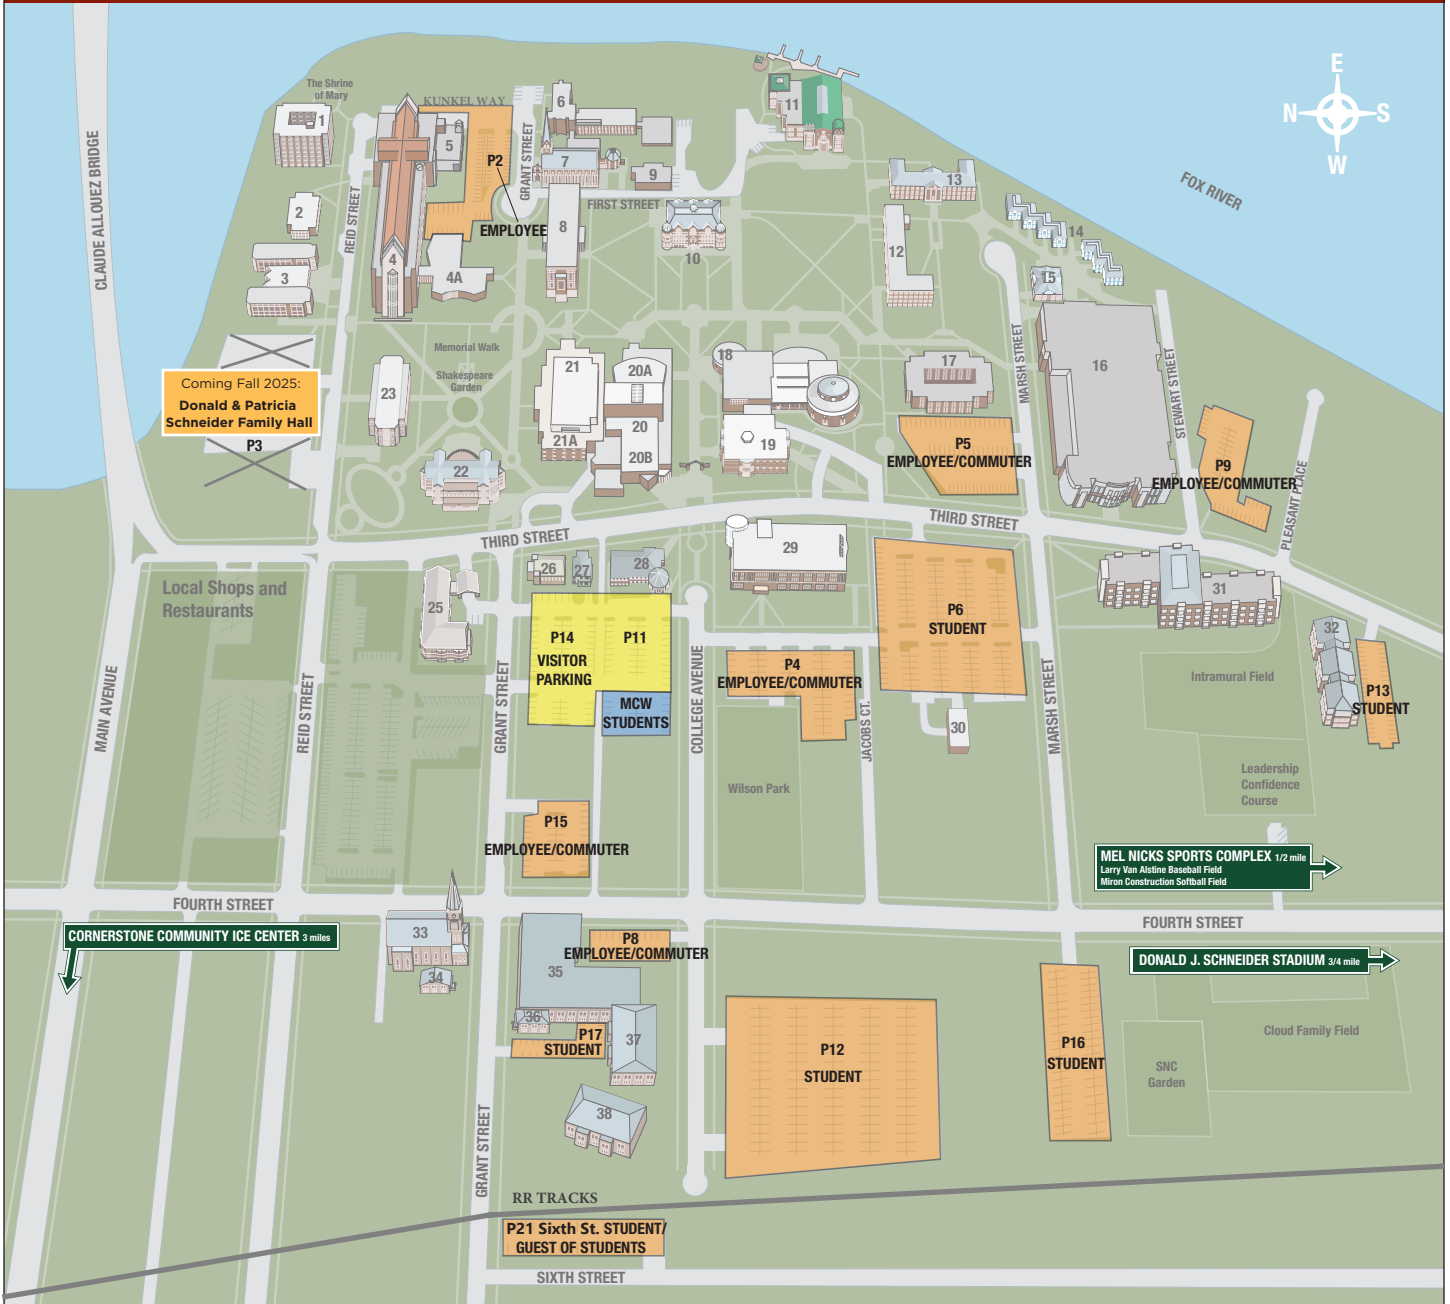 E
N
S
W
The Shrine
of Mary
1
KUNKEL WAY
6
11
CLAUDE ALLOUEZ BRIDGE
5
P2
GRANT STREET
7
9
13
FOX RIVER
2
REID STREET
EMPLOYEE
8
FIRST STREET
10
12
14
3
4
4A
15
Memorial Walk
Shakespeare
Garden
21
20A
18
17
MARSH STREET
16
STEWART STREET
Coming Fall 2025:
Donald & Patricia
Schneider Family Hall
P3
23
21A
20
20B
19
P5
EMPLOYEE/COMMUTER
P9
EMPLOYEE/COMMUTER
22
PLEASANT PLACE
THIRD STREET
THIRD STREET
29
26
27
28
Local Shops and
Restaurants
25
31
P14
VISITOR
PARKING
P11
P6
STUDENT
32
MCW
STUDENTS
P4
EMPLOYEE/COMMUTER
Intramural Field
P13
STUDENT
MAIN AVENUE
REID STREET
GRANT STREET
COLLEGE AVENUE
JACOBS CT.
30
MARSH STREET
Wilson Park
Leadership
Confidence
Course
P15
EMPLOYEE/COMMUTER
MEL NICKS SPORTS COMPLEX 1/2 mile
Larry Van Alstine Baseball Field
Miron Construction Softball Field
FOURTH STREET
FOURTH STREET
CORNERSTONE COMMUNITY ICE CENTER 3 miles
33
34
P8
EMPLOYEE/COMMUTER
35
DONALD J. SCHNEIDER STADIUM 3/4 mile
36
P17
STUDENT
37
P12
STUDENT
P16
STUDENT
Cloud Family Field
SNC
Garden
38
GRANT STREET
RR TRACKS
P21 Sixth St. STUDENT/
GUEST OF STUDENTS
SIXTH STREET